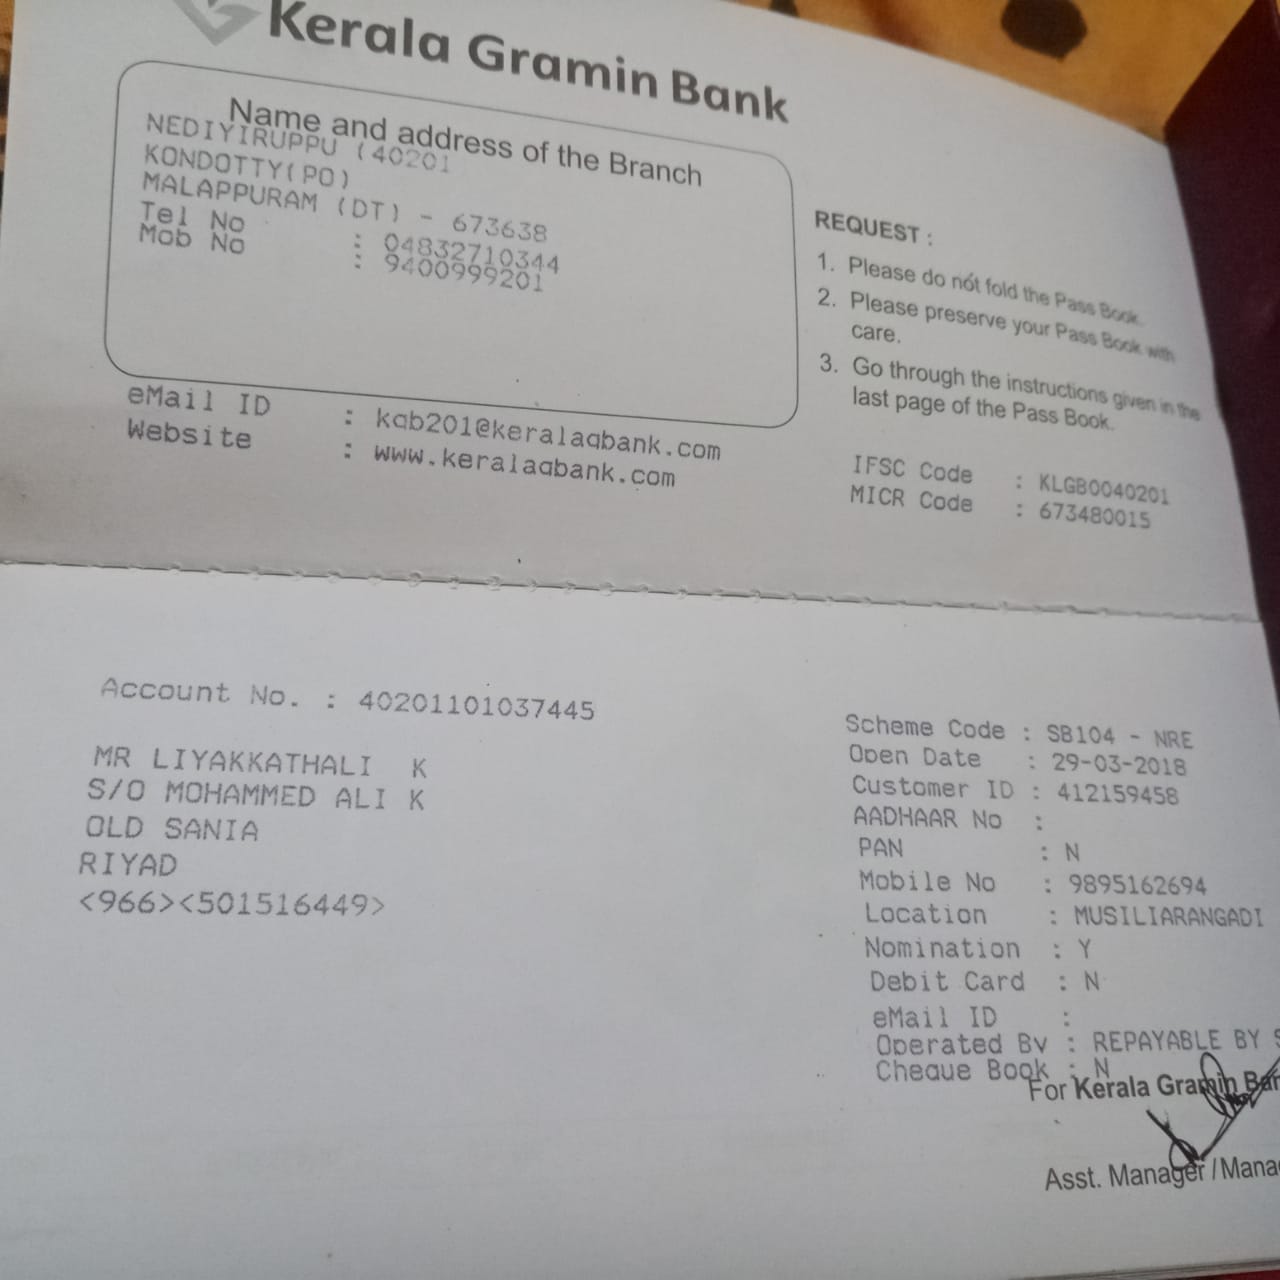 Kerala Gramin Bank
Name and address of the Branch
NEDIYIRUPPU (40201
KONDOTTY(PO)
MALAPPURAM (DT) - 673638
Tel No : 04832710344
Mob No : 9400999201
eMail ID : kgb201@keralagbank.com
Website : www.keralagbank.com
REQUEST :
1. Please do not fold the Pass Book.
2. Please preserve your Pass Book with
care.
3. Go through the instructions given in the
last page of the Pass Book.
IFSC Code : KLGB0040201
MICR Code : 673480015
Account No. : 40201101037445
MR LIYAKKATHALI K
S/O MOHAMMED ALI K
OLD SANIA
RIYAD
<966><501516449>
Scheme Code : SB104 - NRE
Open Date : 29-03-2018
Customer ID : 412159458
AADHAAR No :
PAN : N
Mobile No : 9895162694
Location : MUSILIARANGADI
Nomination : Y
Debit Card : N
eMail ID :
Operated By : REPAYABLE BY S
Cheque Book : N
For Kerala Gramin Ban
Asst. Manager / Mana